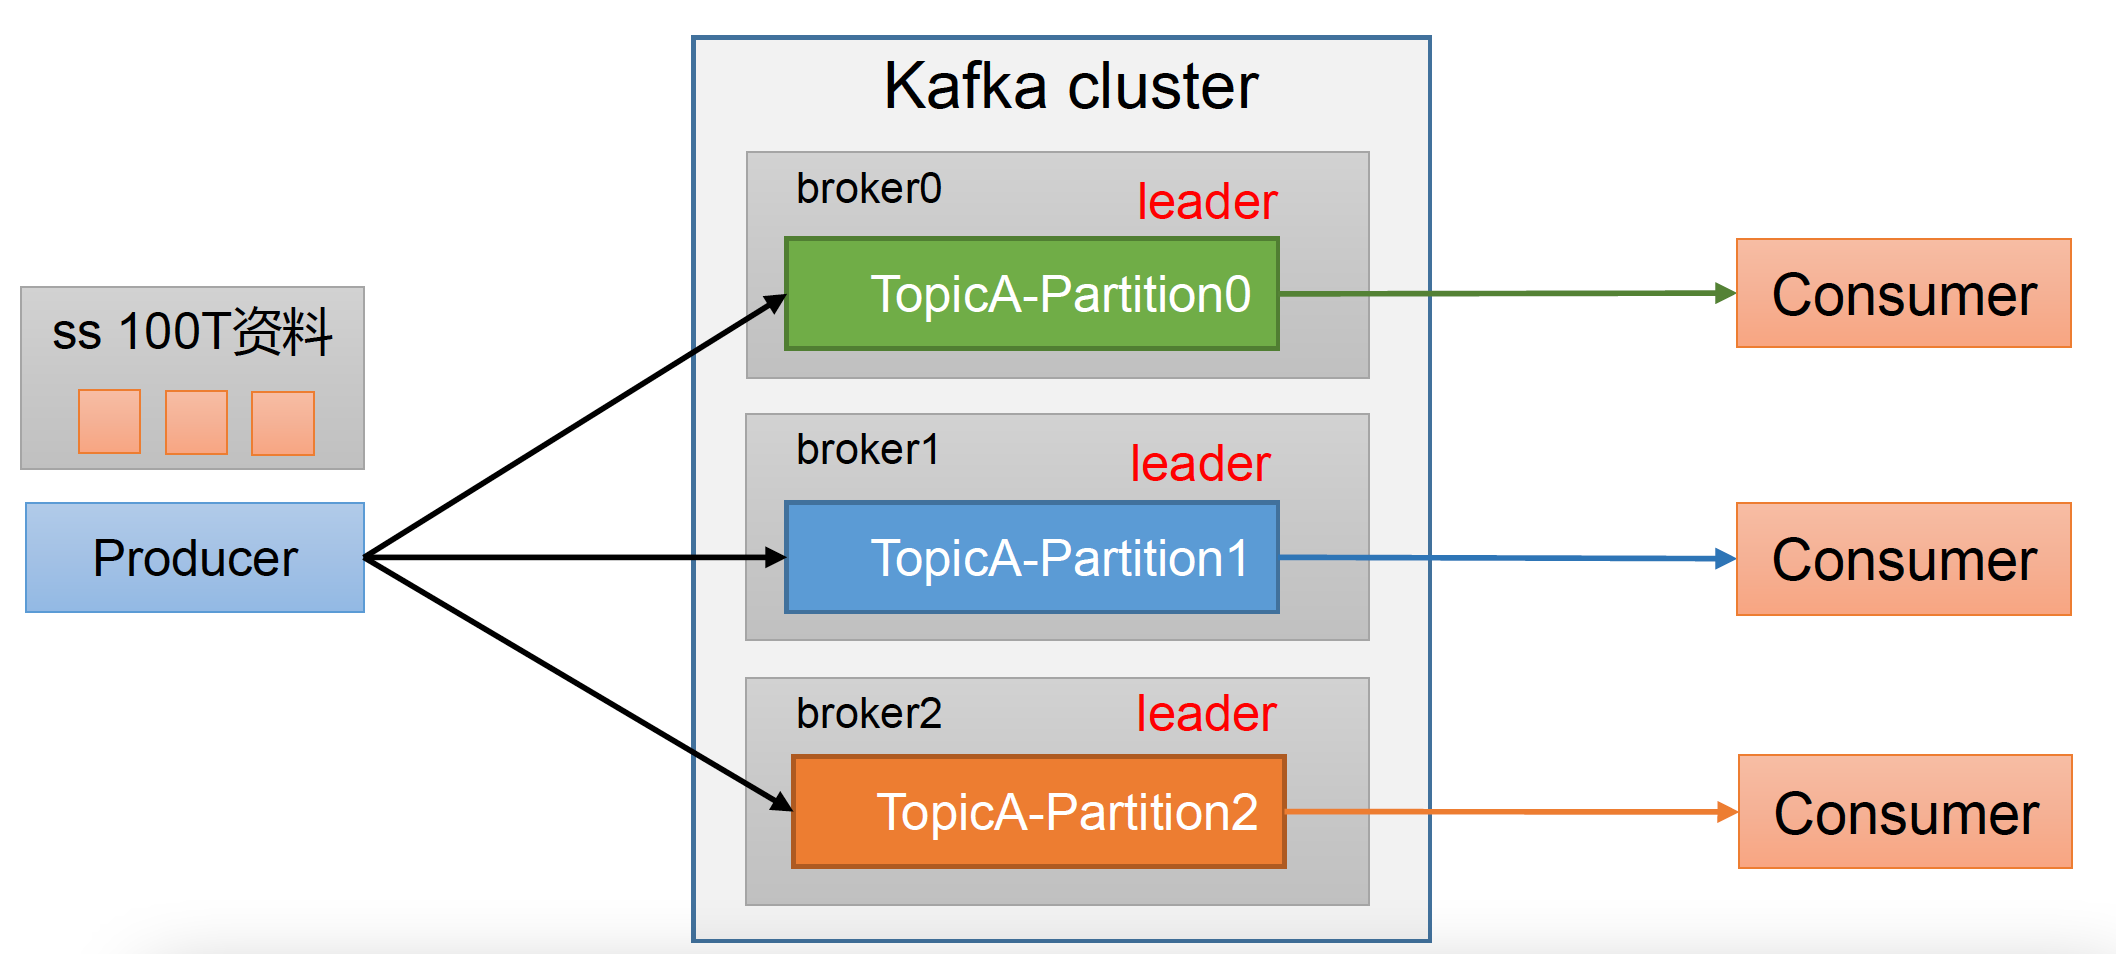 Kafka cluster
broker0
leader
TopicA-Partition0
Consumer
ss 100T资料
broker1
leader
Producer
TopicA-Partition1
Consumer
broker2
leader
TopicA-Partition2
Consumer